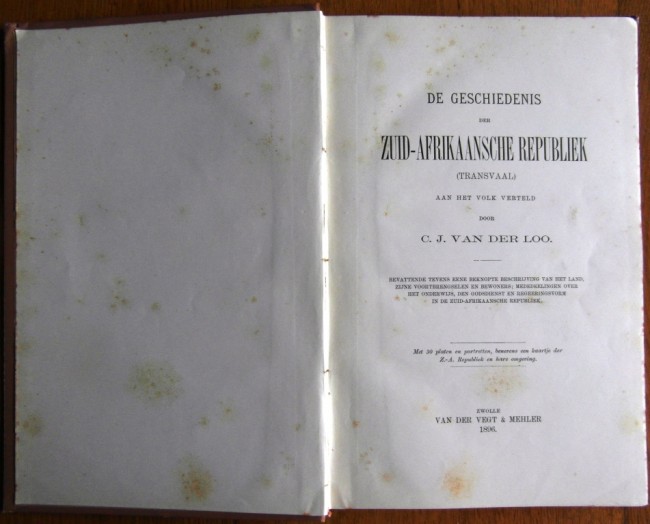 DE GESCHIEDENIS
DER
ZUID-AFRIKAANSCHE REPUBLIEK
(TRANSVAAL)
AAN HET VOLK VERTELD
DOOR
C. J. VAN DER LOO.
BEVATTENDE TEVENS EENE BEKNOPTE BESCHRIJVING VAN HET LAND,
ZIJNE VOORTBRENGSELEN EN BEWONERS; MEDEDEELINGEN OVER
HET ONDERWIJS, DEN GODSDIENST EN REGEERINGSVORM
IN DE ZUID-AFRIKAANSCHE REPUBLIEK.
Met 50 platen en portretten, benevens een kaartje der
Z.-A. Republiek en hare omgeving.
ZWOLLE
VAN DER VEGT & MEHLER.
1896.